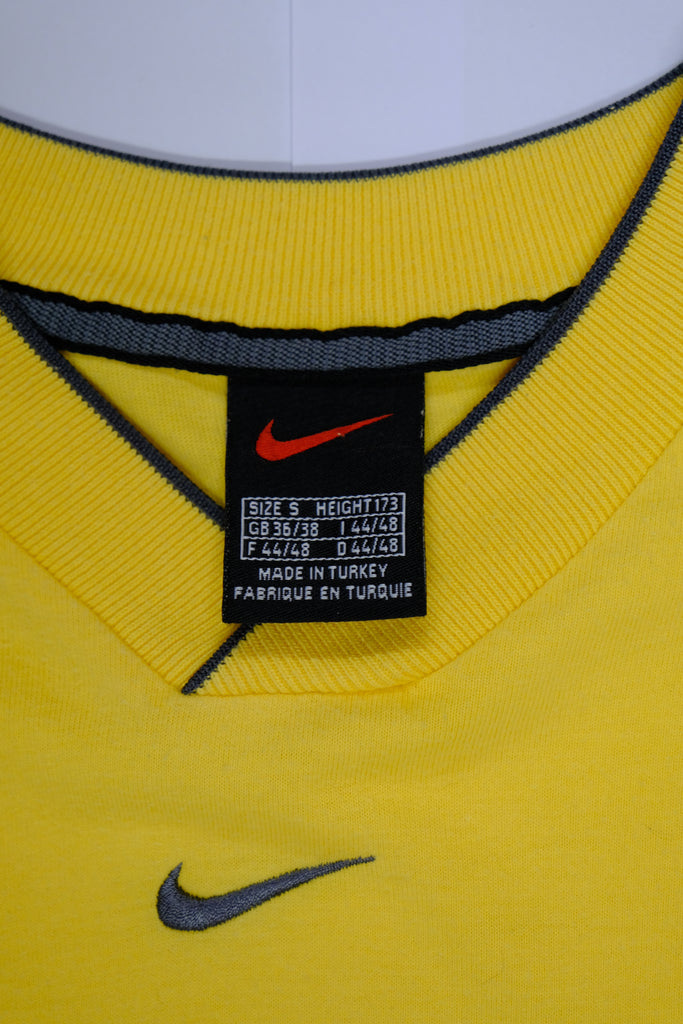 SIZE S HEIGHT 173
GB 36/38 I 44/48
F 44/48 D 44/48
MADE IN TURKEY
FABRIQUE EN TURQUIE